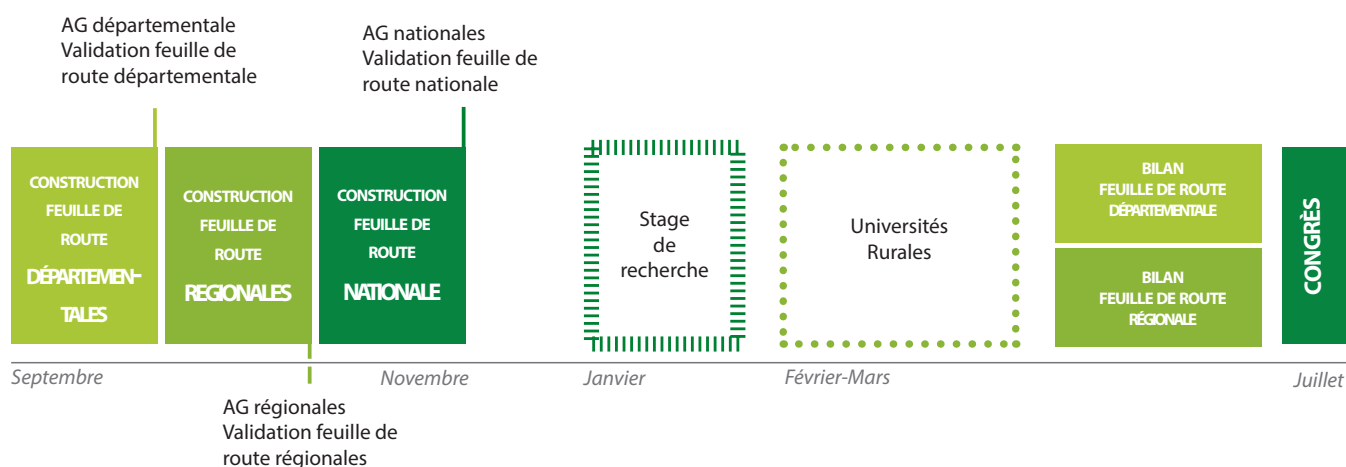 AG départementale
Validation feuille de
route départementale
AG nationales
Validation feuille de
route nationale
CONSTRUCTION
FEUILLE DE
ROUTE
DÉPARTEMEN-
TALES
CONSTRUCTION
FEUILLE DE
ROUTE
REGIONALES
CONSTRUCTION
FEUILLE DE
ROUTE
NATIONALE
Stage
de
recherche
Universités
Rurales
BILAN
FEUILLE DE ROUTE
DÉPARTEMENTALE
BILAN
FEUILLE DE ROUTE
RÉGIONALE
CONGRÈS
Septembre
Novembre
Janvier
Février-Mars
Juillet
AG régionales
Validation feuille de
route régionales